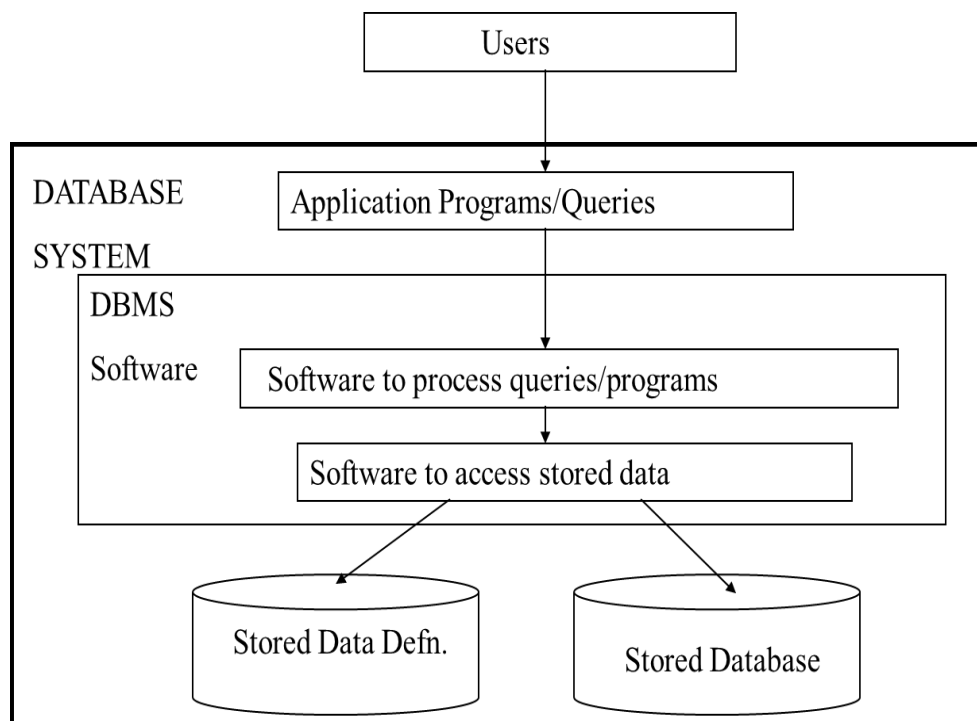 Users
DATABASE
SYSTEM
Application Programs/Queries
DBMS
Software
Software to process queries/programs
Software to access stored data
Stored Data Defn.
Stored Database